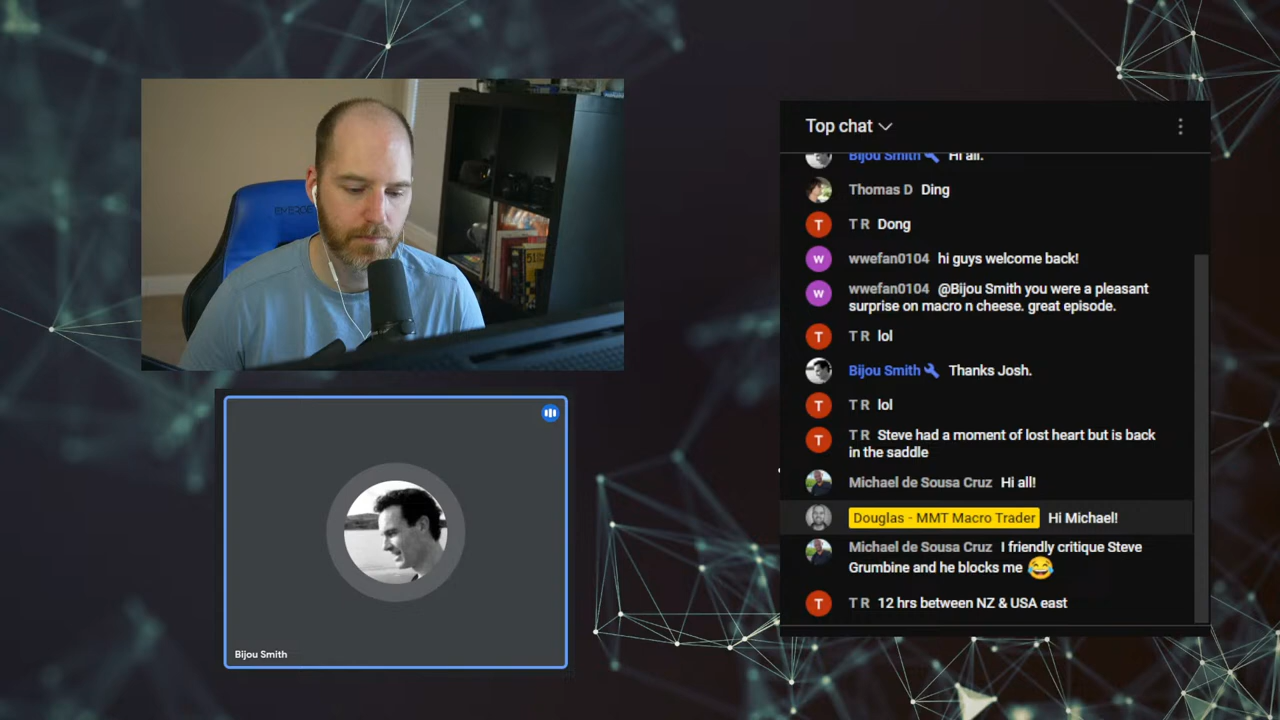 Top chat
Bijou Smith Hi all.
Thomas D Ding
T R Dong
wwefan0104 hi guys welcome back!
wwefan0104 @Bijou Smith you were a pleasant
surprise on macro n cheese. great episode.
T R lol
Bijou Smith Thanks Josh.
T R lol
T R Steve had a moment of lost heart but is back
in the saddle
Michael de Sousa Cruz Hi all!
Douglas - MMT Macro Trader Hi Michael!
Michael de Sousa Cruz I friendly critique Steve
Grumbine and he blocks me 😂
T R 12 hrs between NZ & USA east
Bijou Smith